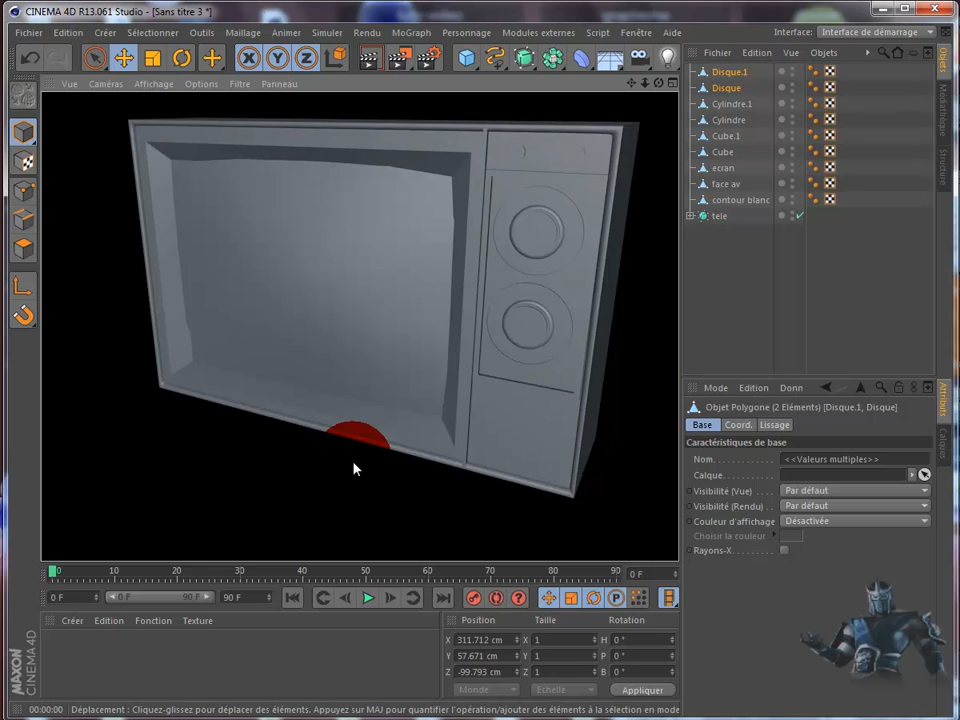 CINEMA 4D R13.061 Studio - [Sans titre 3 *]
Fichier Edition Créer Sélectionner Outils Maillage Animer Simuler Rendu MoGraph Personnage Modules externes Script Fenêtre Aide Interface: Interface de démarrage
X Y Z
Fichier Edition Vue Objets
Vue Caméras Affichage Options Filtre Panneau
Disque.1
Disque
Cylindre.1
Cylindre
Cube.1
Cube
ecran
face av
contour blanc
tele
Objets
Médiathèque
Structure
Mode Edition Donn
Objet Polygone (2 Eléments) [Disque.1, Disque]
Base Coord. Lissage
Caractéristiques de base
Nom. <<Valeurs multiples>>
Calque.
Visibilité (Vue) Par défaut
Visibilité (Rendu) Par défaut
Couleur d'affichage Désactivée
Choisir la couleur
Rayons-X
Attributs
Calques
0 10 20 30 40 50 60 70 80 90 0 F
0 F 0 F 90 F 90 F
P
Créer Edition Fonction Texture
Position Taille Rotation
X 311.712 cm X 1 H 0 °
Y 57.671 cm Y 1 P 0 °
Z -99.793 cm Z 1 B 0 °
Monde Echelle Appliquer
MAXON
CINEMA 4D
00:00:00 Déplacement : Cliquez-glissez pour déplacer des éléments. Appuyez sur MAJ pour quantifier l'opération/ajouter des éléments à la sélection en mode